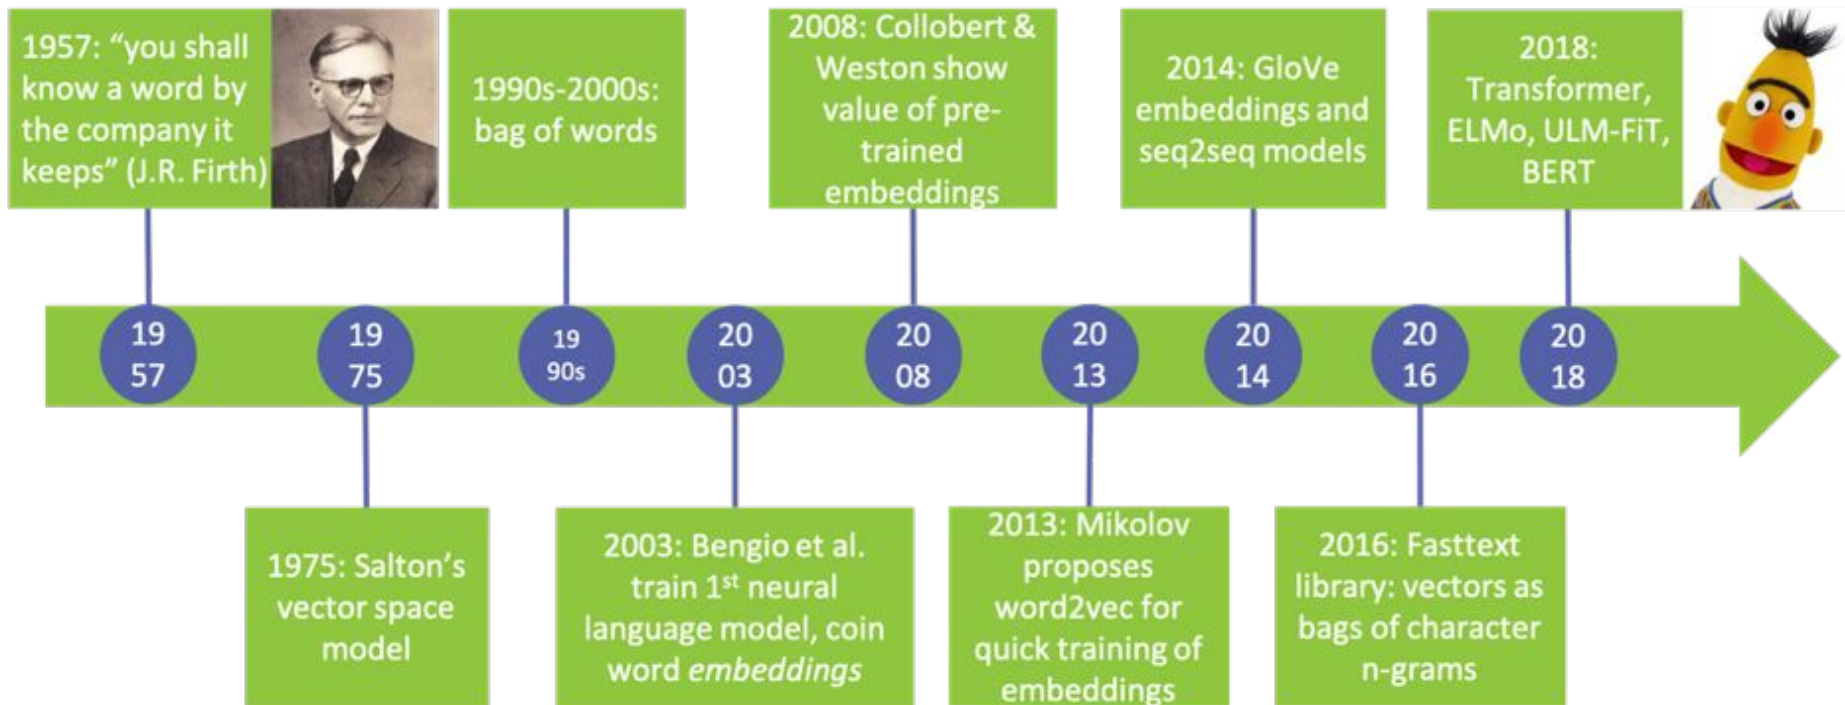 1957: “you shall
know a word by
the company it
keeps” (J.R. Firth)
1990s-2000s:
bag of words
2008: Collobert &
Weston show
value of pre-
trained
embeddings
2014: GloVe
embeddings and
seq2seq models
2018:
Transformer,
ELMo, ULM-FiT,
BERT
19
57
19
75
19
90s
20
03
20
08
20
13
20
14
20
16
20
18
1975: Salton’s
vector space
model
2003: Bengio et al.
train 1st neural
language model, coin
word embeddings
2013: Mikolov
proposes
word2vec for
quick training of
embeddings
2016: Fasttext
library: vectors as
bags of character
n-grams